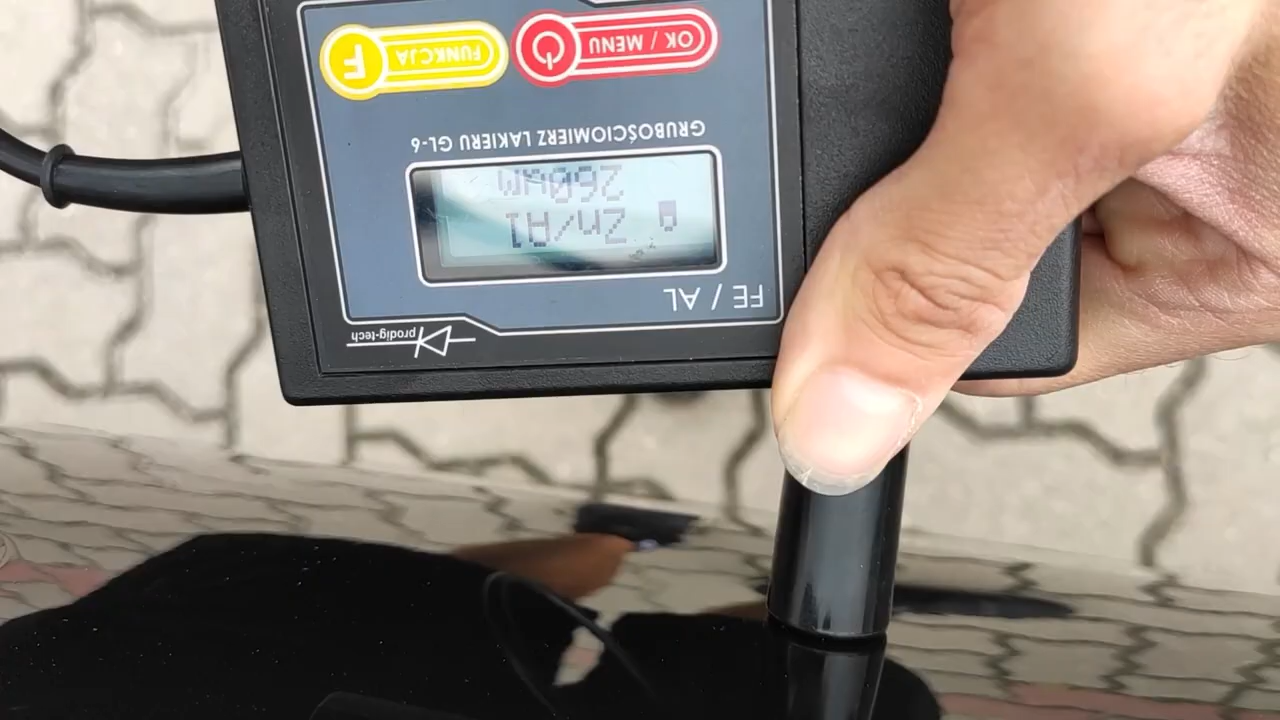 prodig-tech
FE / AL
Zn/Al
260µm
GRUBOŚCIOMIERZ LAKIERU GL-6
OK / MENU
FUNKCJA
F